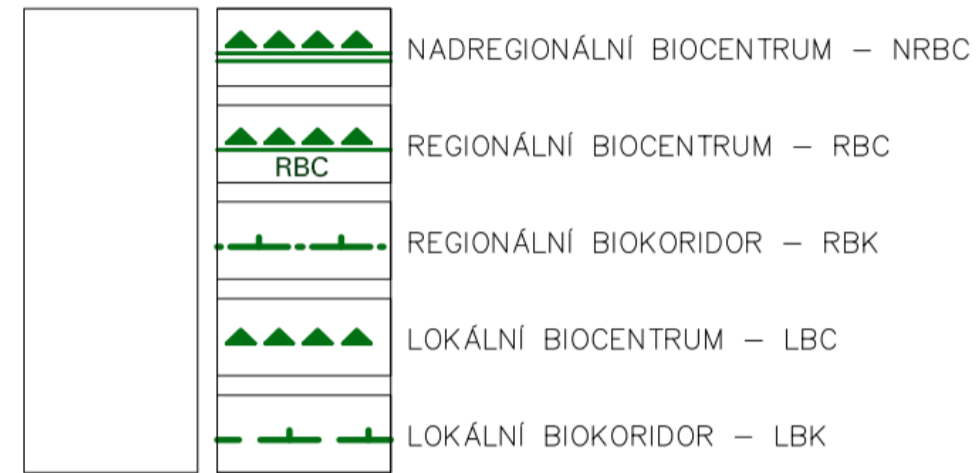 NADREGIONÁLNÍ BIOCENTRUM – NRBC
REGIONÁLNÍ BIOCENTRUM – RBC
RBC
REGIONÁLNÍ BIOKORIDOR – RBK
LOKÁLNÍ BIOCENTRUM – LBC
LOKÁLNÍ BIOKORIDOR – LBK